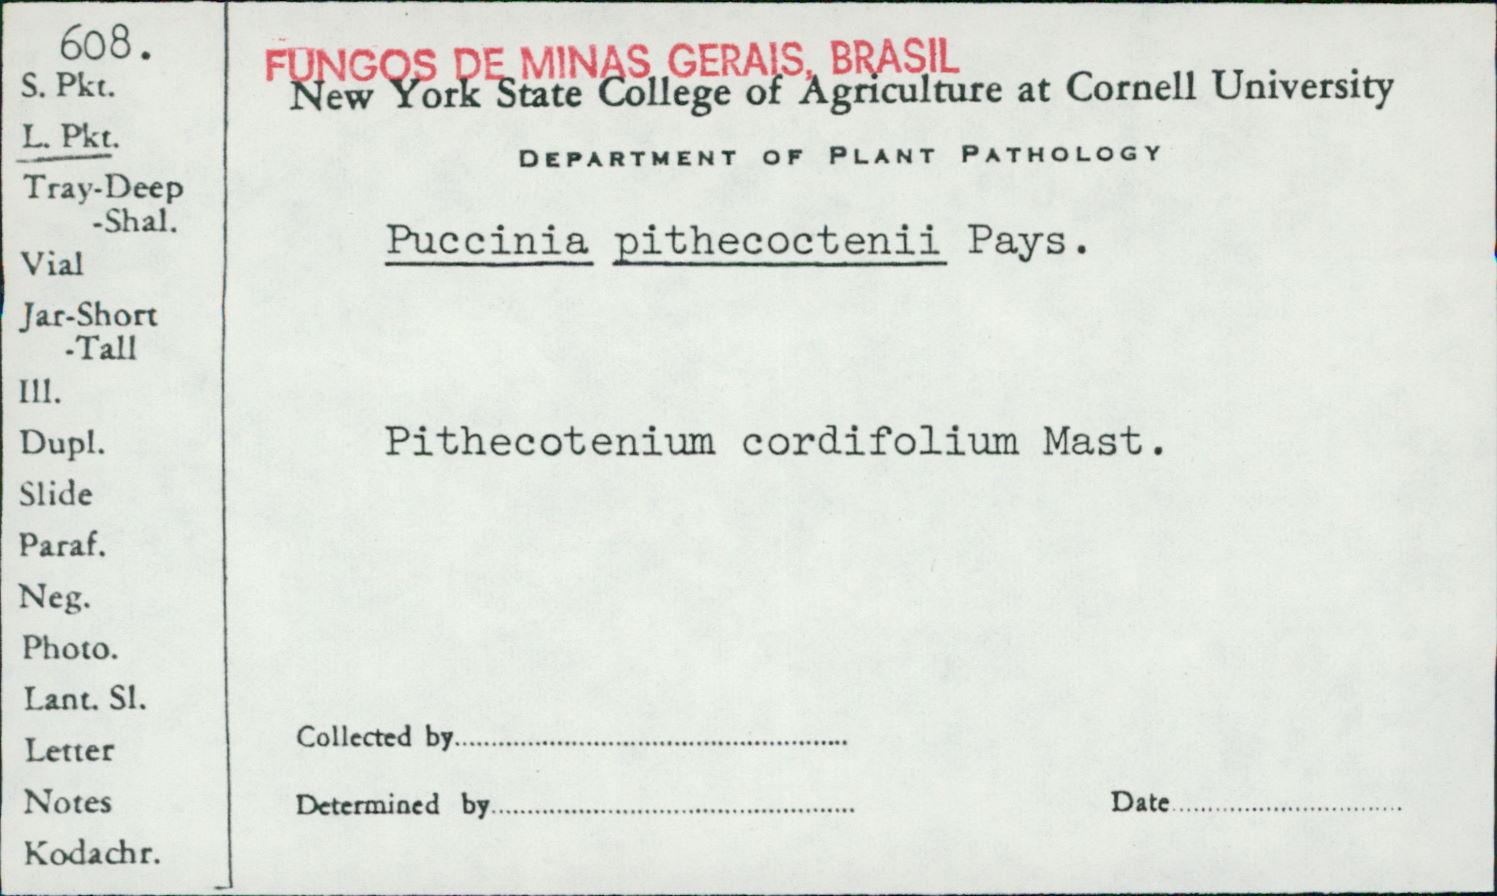 608.
S. Pkt.
L. Pkt.
Tray-Deep
-Shal.
Vial
Jar-Short
-Tall
Ill.
Dupl.
Slide
Paraf.
Neg.
Photo.
Lant. Sl.
Letter
Notes
Kodachr.
FUNGOS DE MINAS GERAIS, BRASIL
New York State College of Agriculture at Cornell University
DEPARTMENT OF PLANT PATHOLOGY
Puccinia pithecoctenii Pays.
Pithecotenium cordifolium Mast.
Collected by
Determined by
Date